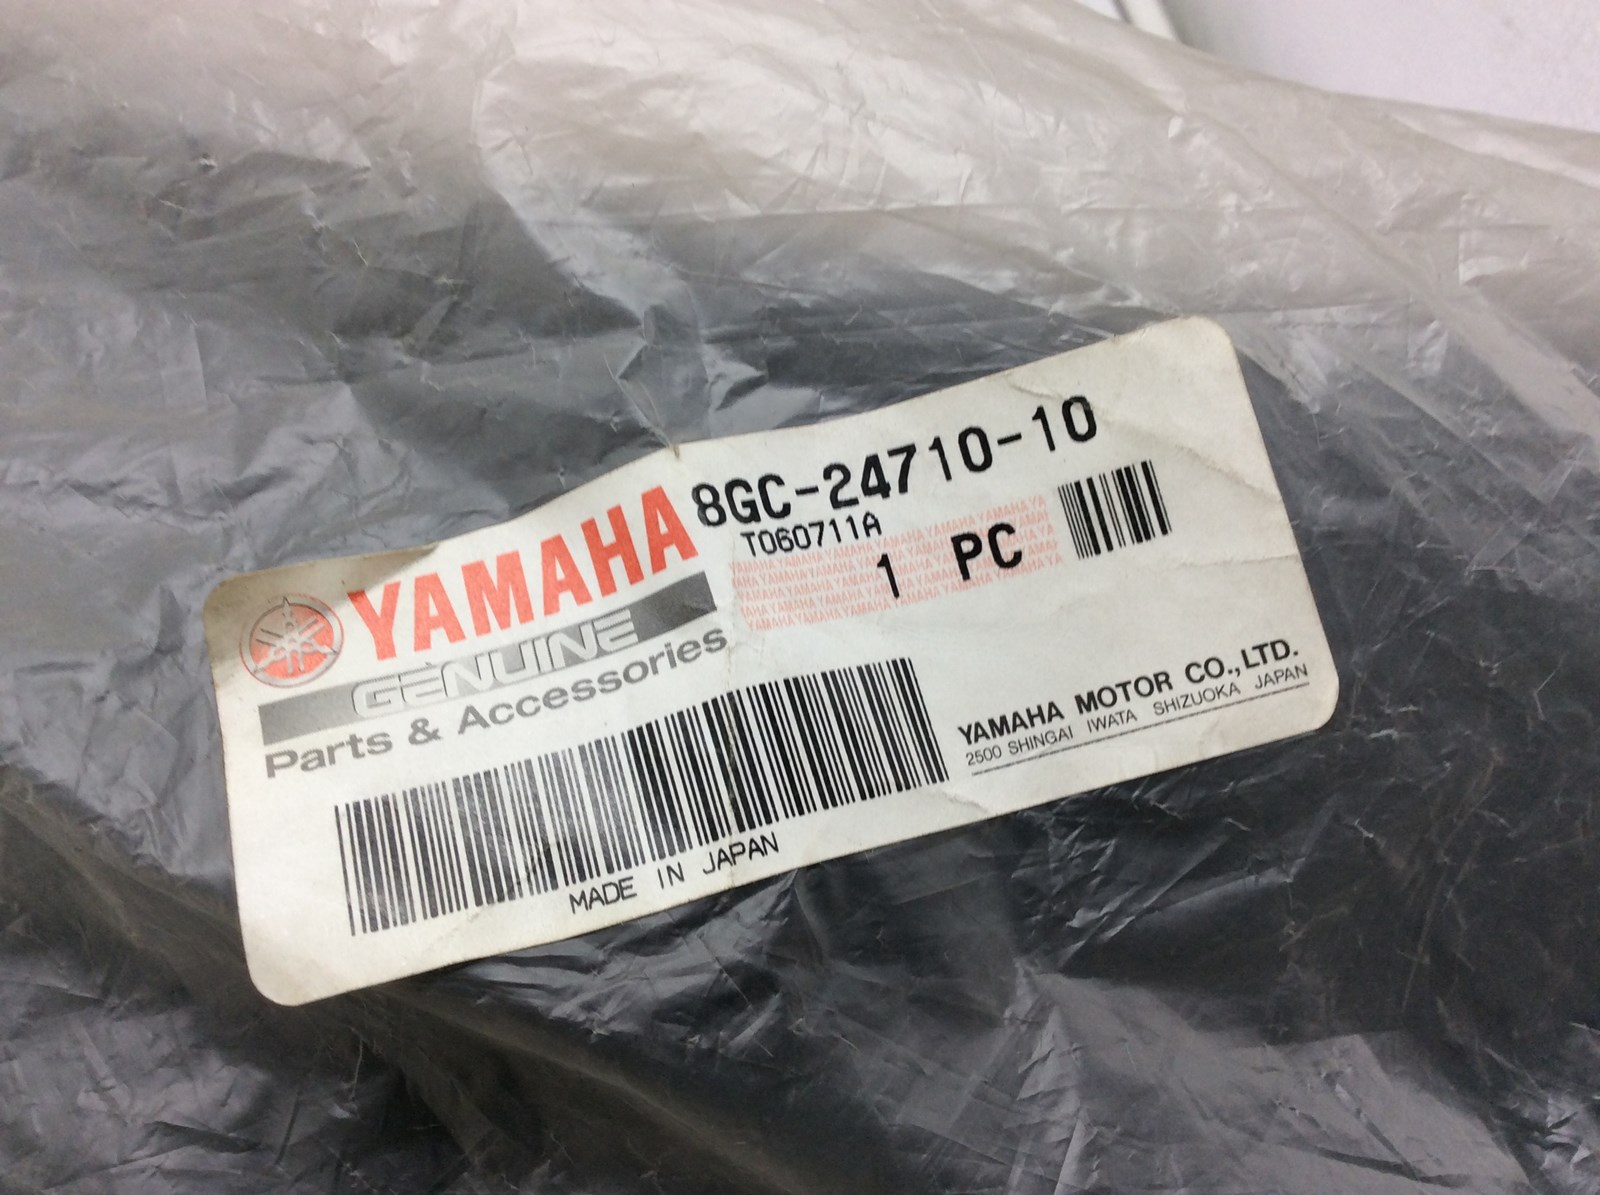 YAMAHA
GENUINE
Parts & Accessories
8GC-24710-10
T060711A
1 PC
YAMAHA MOTOR CO.,LTD.
2500 SHINGAI IWATA SHIZUOKA JAPAN
MADE IN JAPAN